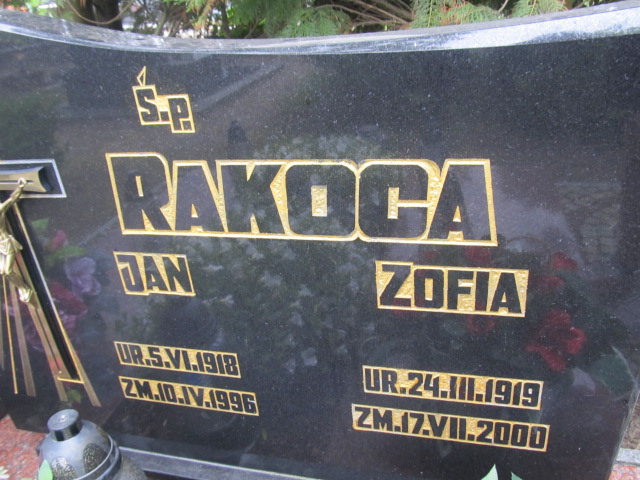 Ś.P.
RAKOCA
JAN ZOFIA
UR.5.VI.1918 UR.24.III.1919
ZM.10.IV.1996 ZM.17.VII.2000